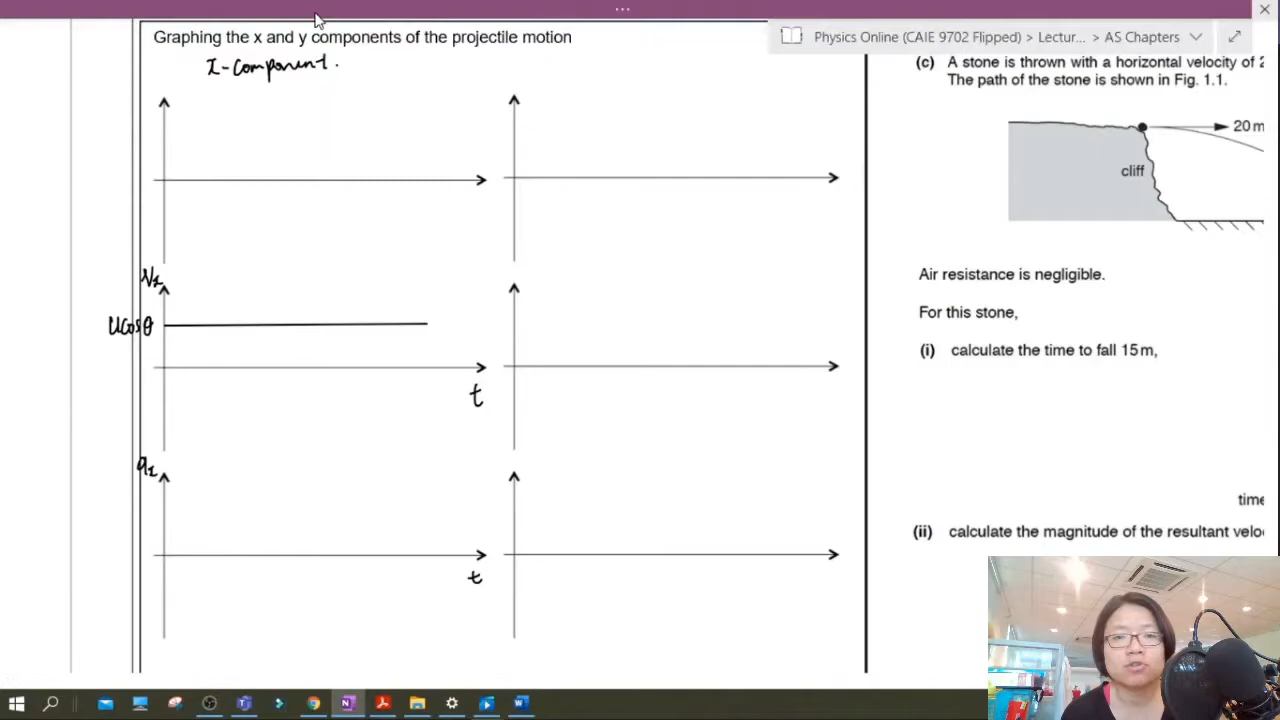 Graphing the x and y components of the projectile motion
x-component.
Physics Online (CAIE 9702 Flipped) > Lectur... > AS Chapters
(c) A stone is thrown with a horizontal velocity of 2
The path of the stone is shown in Fig. 1.1.
20 m
cliff
Vx
ucosθ
t
Air resistance is negligible.
For this stone,
(i) calculate the time to fall 15 m,
ax
t
time
(ii) calculate the magnitude of the resultant velo